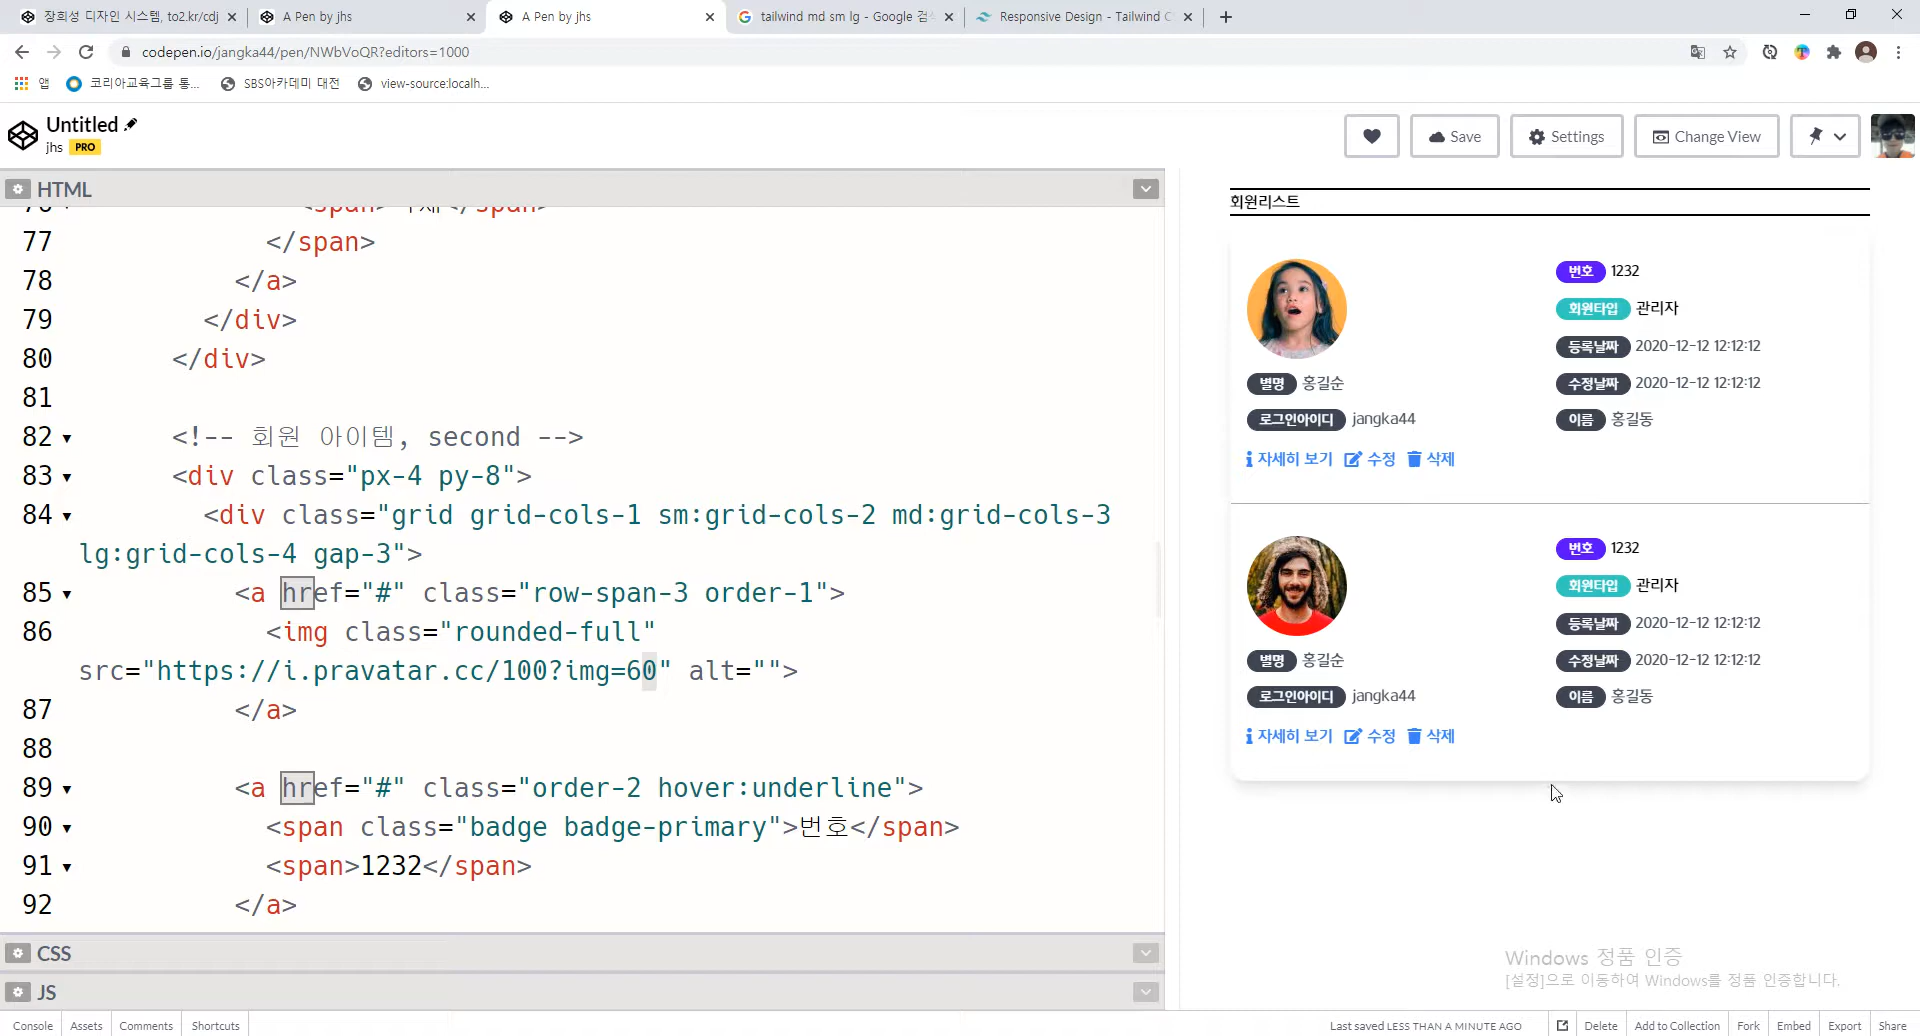 장희성 디자인 시스템, to2.kr/cdj
A Pen by jhs
A Pen by jhs
tailwind md sm lg - Google 검색
Responsive Design - Tailwind C
codepen.io/jangka44/pen/NWbVoQR?editors=1000
앱
코리아교육그룹 통...
SBS아카데미 대전
view-source:localh...
Untitled
jhs PRO
Save
Settings
Change View
HTML
77 </span>
78 </a>
79 </div>
80 </div>
81
82 <!-- 회원 아이템, second -->
83 <div class="px-4 py-8">
84 <div class="grid grid-cols-1 sm:grid-cols-2 md:grid-cols-3
lg:grid-cols-4 gap-3">
85 <a href="#" class="row-span-3 order-1">
86 <img class="rounded-full"
src="https://i.pravatar.cc/100?img=60" alt="">
87 </a>
88
89 <a href="#" class="order-2 hover:underline">
90 <span class="badge badge-primary">번호</span>
91 <span>1232</span>
92 </a>
CSS
JS
회원리스트
번호 1232
회원타입 관리자
등록날짜 2020-12-12 12:12:12
별명 홍길순
수정날짜 2020-12-12 12:12:12
로그인아이디 jangka44
이름 홍길동
자세히 보기 수정 삭제
번호 1232
회원타입 관리자
등록날짜 2020-12-12 12:12:12
별명 홍길순
수정날짜 2020-12-12 12:12:12
로그인아이디 jangka44
이름 홍길동
자세히 보기 수정 삭제
Windows 정품 인증
[설정]으로 이동하여 Windows를 정품 인증합니다.
Console
Assets
Comments
Shortcuts
Last saved LESS THAN A MINUTE AGO
Delete
Add to Collection
Fork
Embed
Export
Share